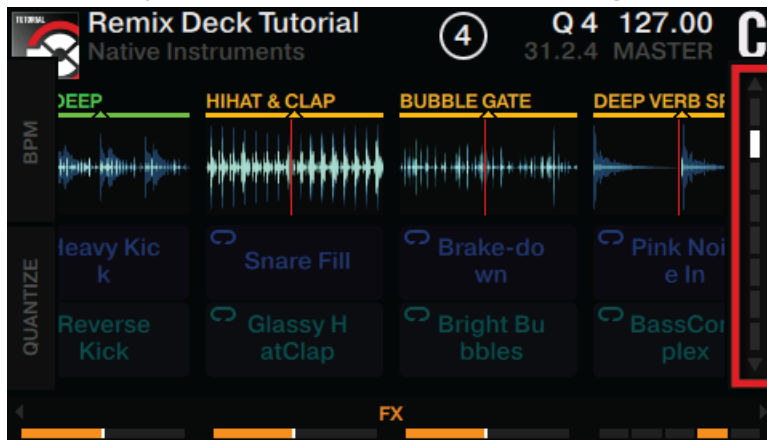 TUTORIAL
Remix Deck Tutorial
Native Instruments
4
Q 4 127.00
31.2.4 MASTER
C
BPM
QUANTIZE
DEEP
HIHAT & CLAP
BUBBLE GATE
DEEP VERB SF
Heavy Kic
k
Snare Fill
Brake-do
wn
Pink Noi
e In
Reverse
Kick
Glassy H
atClap
Bright Bu
bbles
BassCor
plex
FX